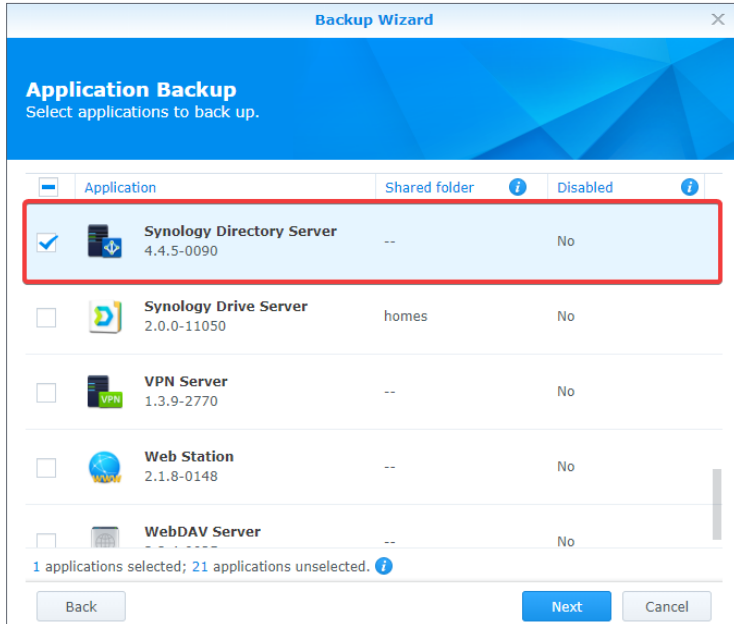 Backup Wizard
Application Backup
Select applications to back up.
Application Shared folder Disabled
Synology Directory Server
4.4.5-0090 -- No
Synology Drive Server
2.0.0-11050 homes No
VPN Server
VPN
1.3.9-2770 -- No
Web Station
www
2.1.8-0148 -- No
WebDAV Server
-- No
1 applications selected; 21 applications unselected.
Back Next Cancel